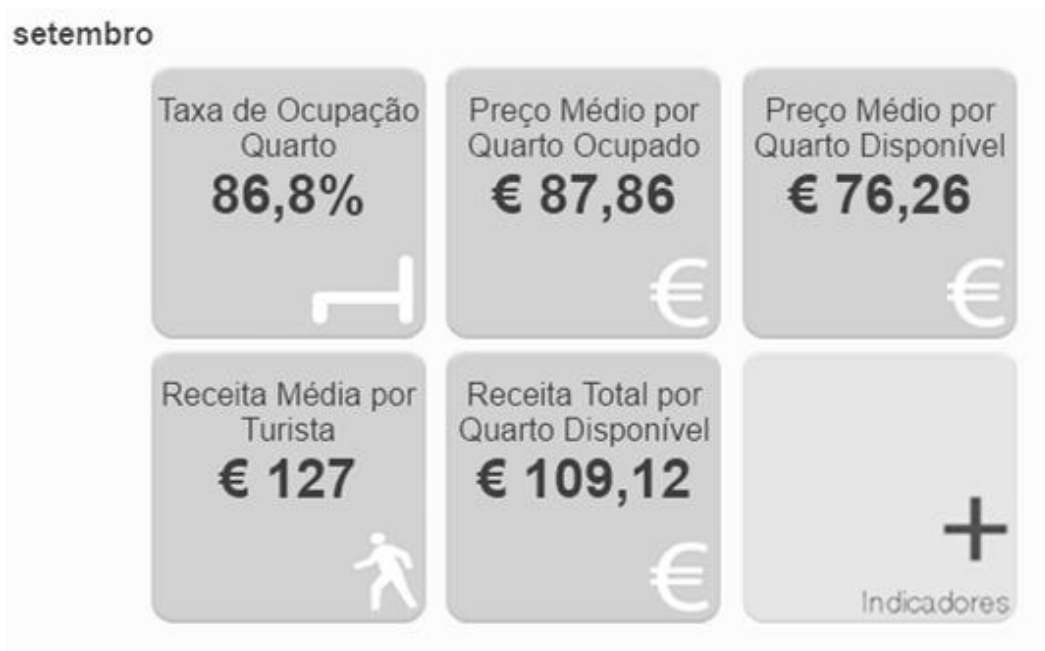 setembro
Taxa de Ocupação
Quarto
86,8%
Preço Médio por
Quarto Ocupado
€ 87,86
€
Preço Médio por
Quarto Disponível
€ 76,26
€
Receita Média por
Turista
€ 127
Receita Total por
Quarto Disponível
€ 109,12
€
+
Indicadores